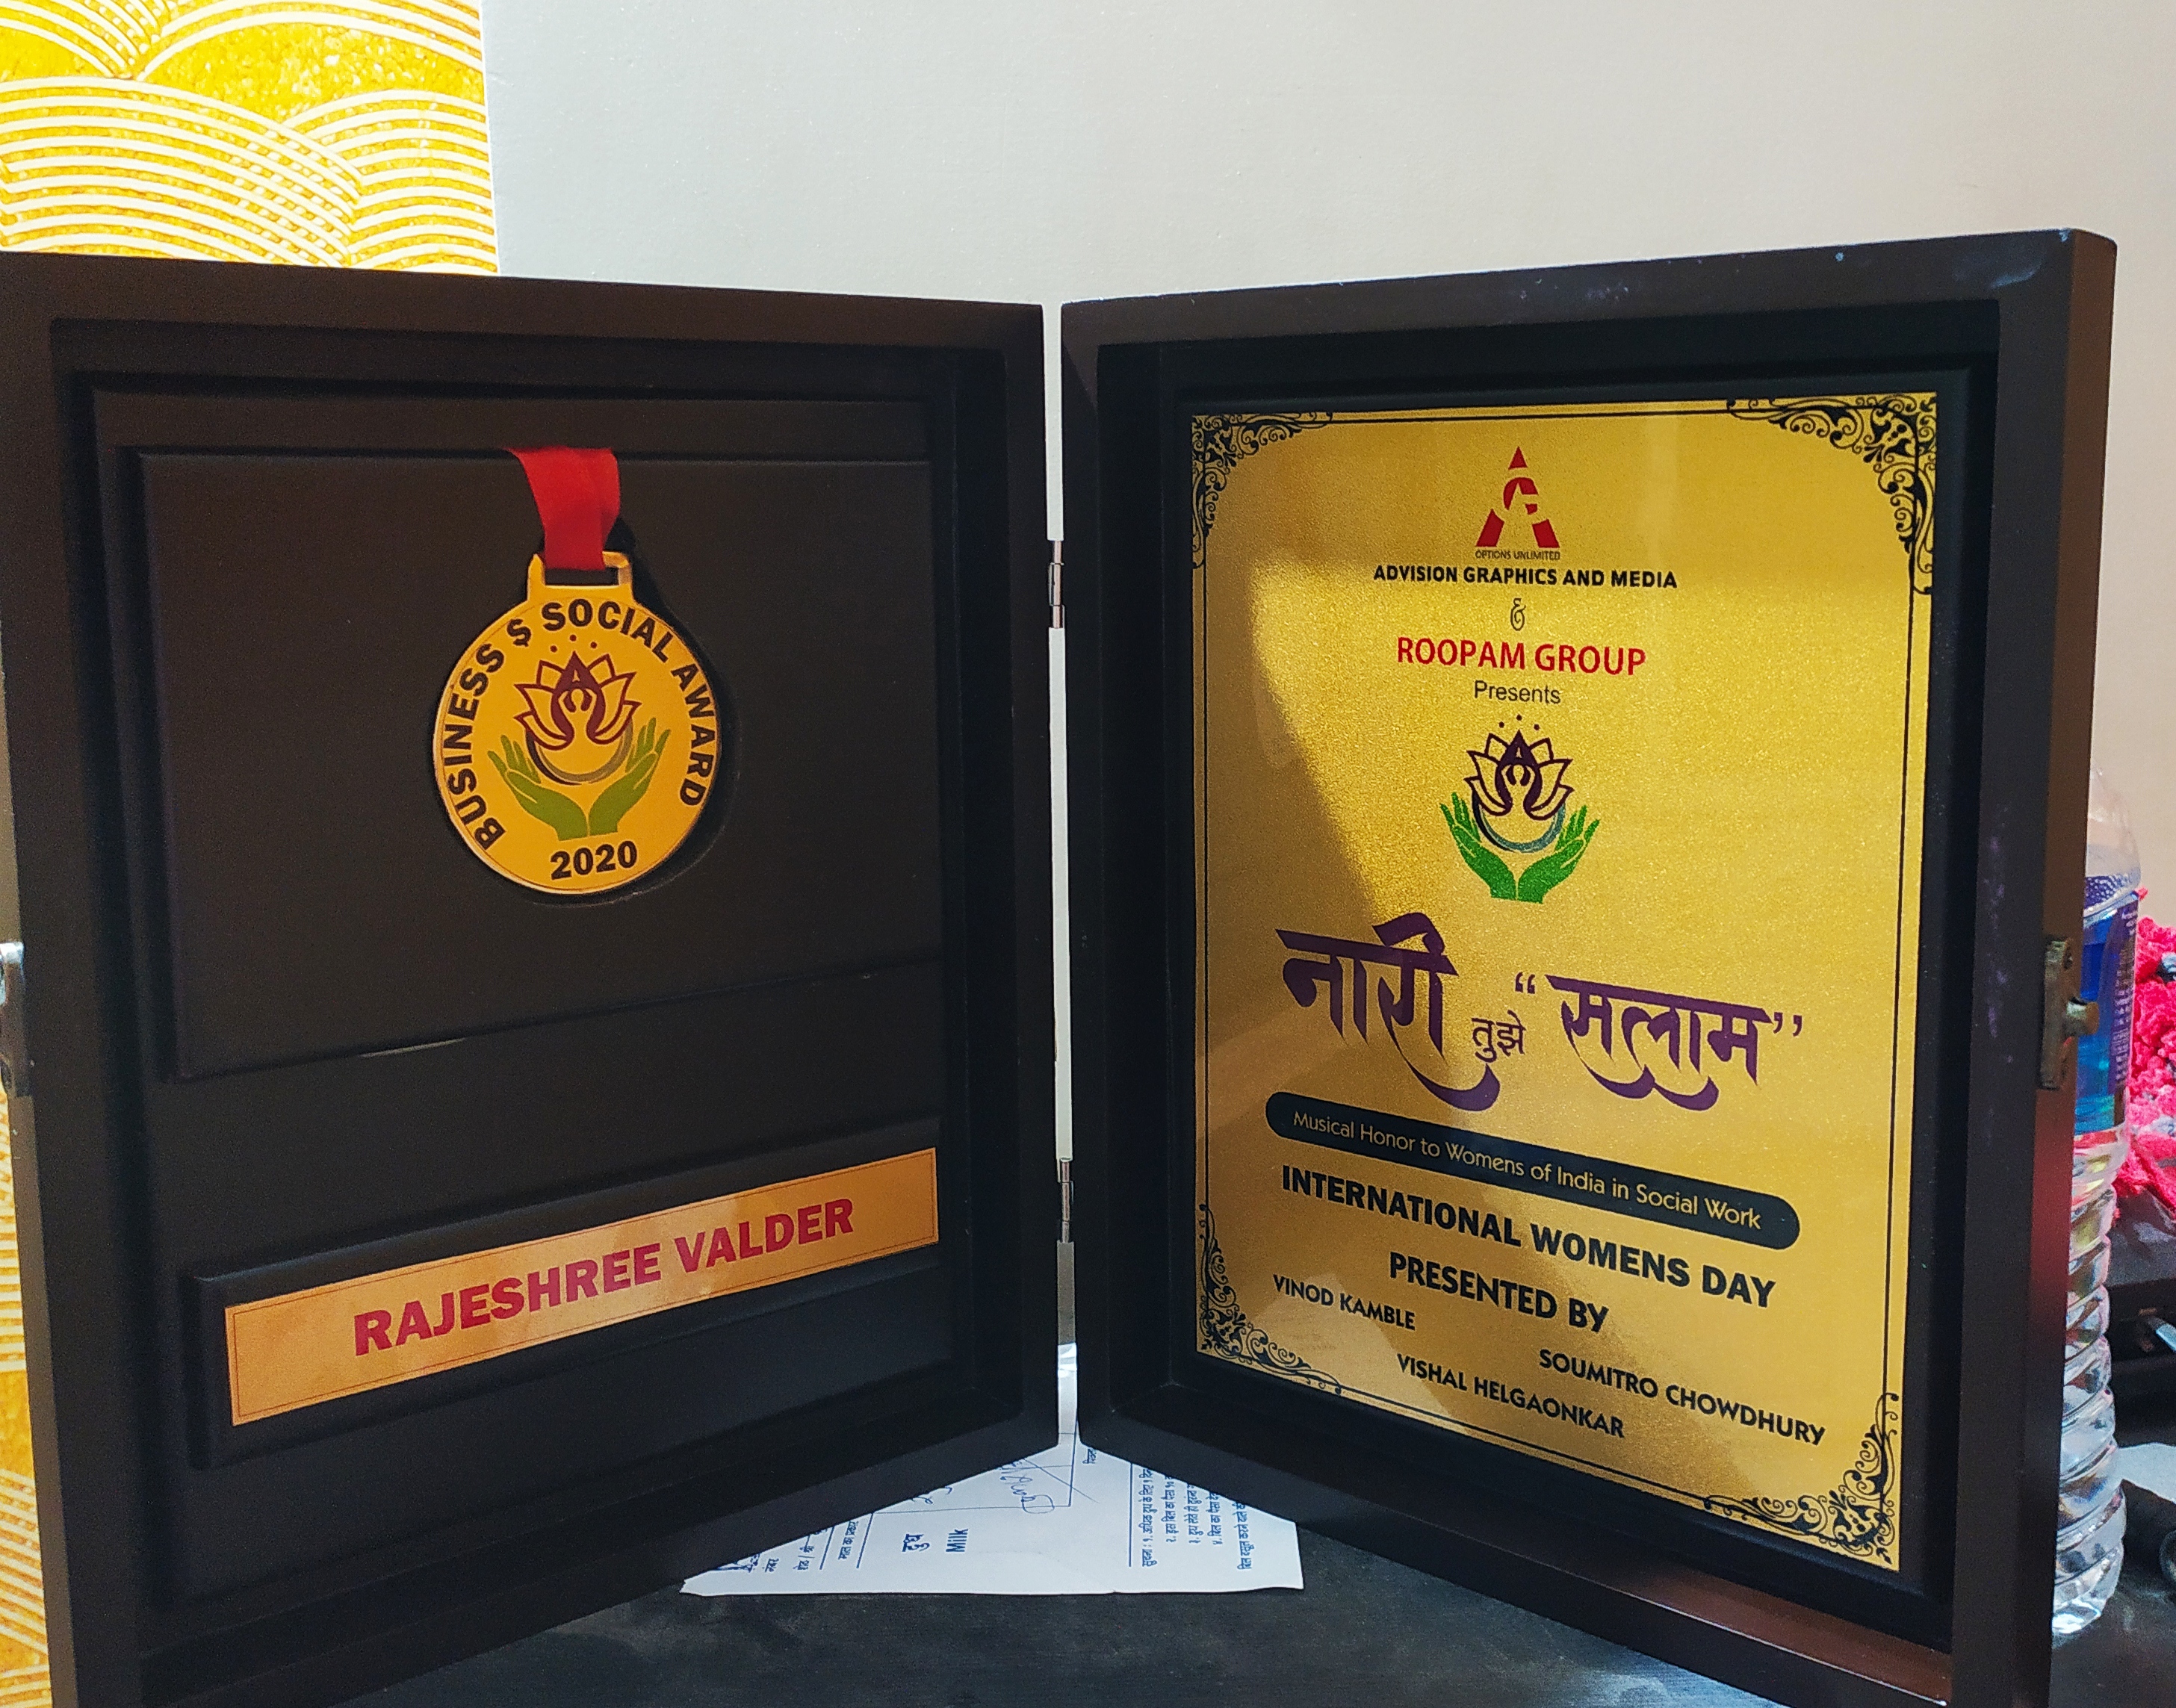 BUSINESS $ SOCIAL AWARD
2020
RAJESHREE VALDER
OPTIONS UNLIMITED
ADVISION GRAPHICS AND MEDIA
&
ROOPAM GROUP
Presents
नारी तुझे “सलाम”
Musical Honor to Womens of India in Social Work
INTERNATIONAL WOMENS DAY
PRESENTED BY
VINOD KAMBLE
SOUMITRO CHOWDHURY
VISHAL HELGAONKAR
दुध
Milk